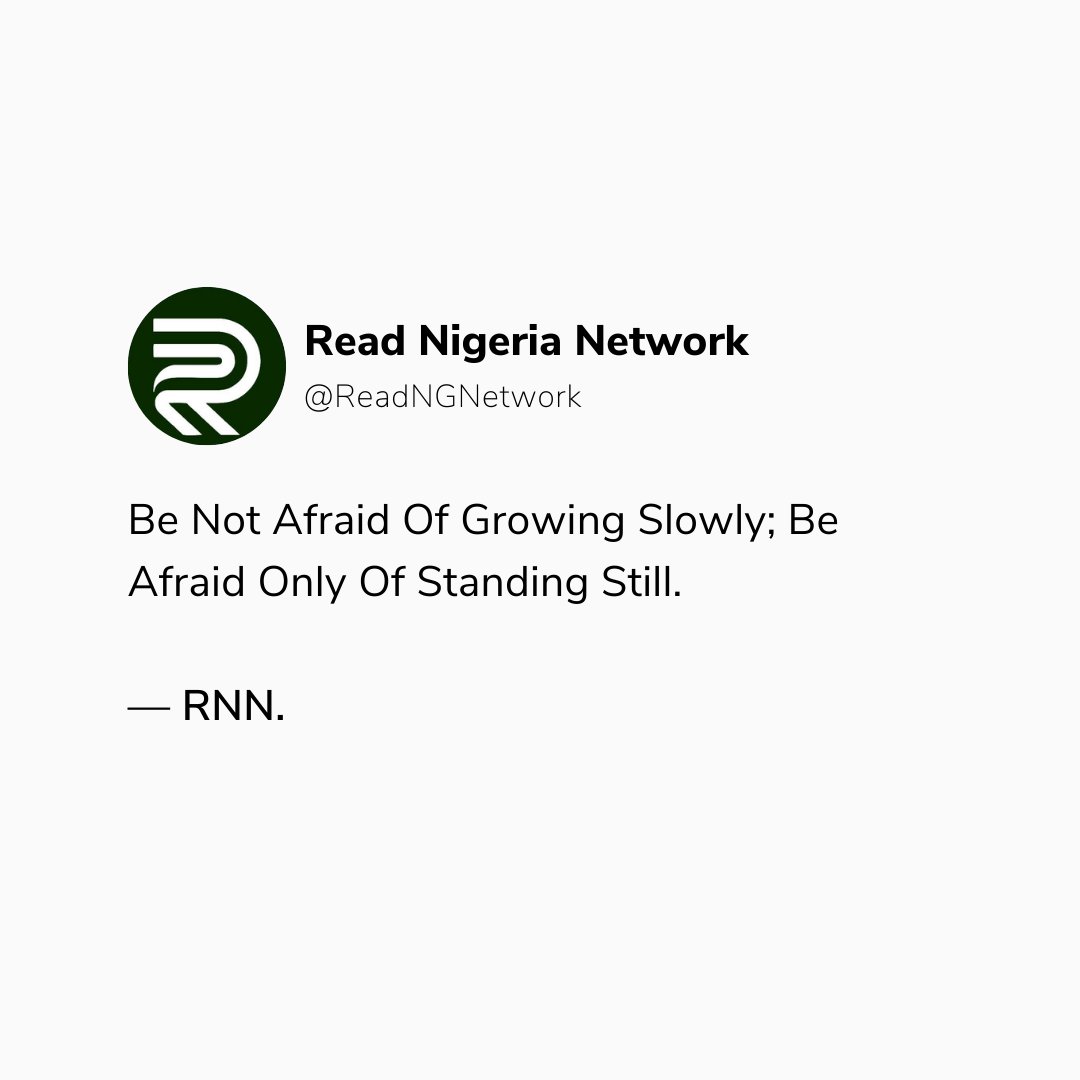 Read Nigeria Network
@ReadNGNetwork
Be Not Afraid Of Growing Slowly; Be
Afraid Only Of Standing Still.
— RNN.